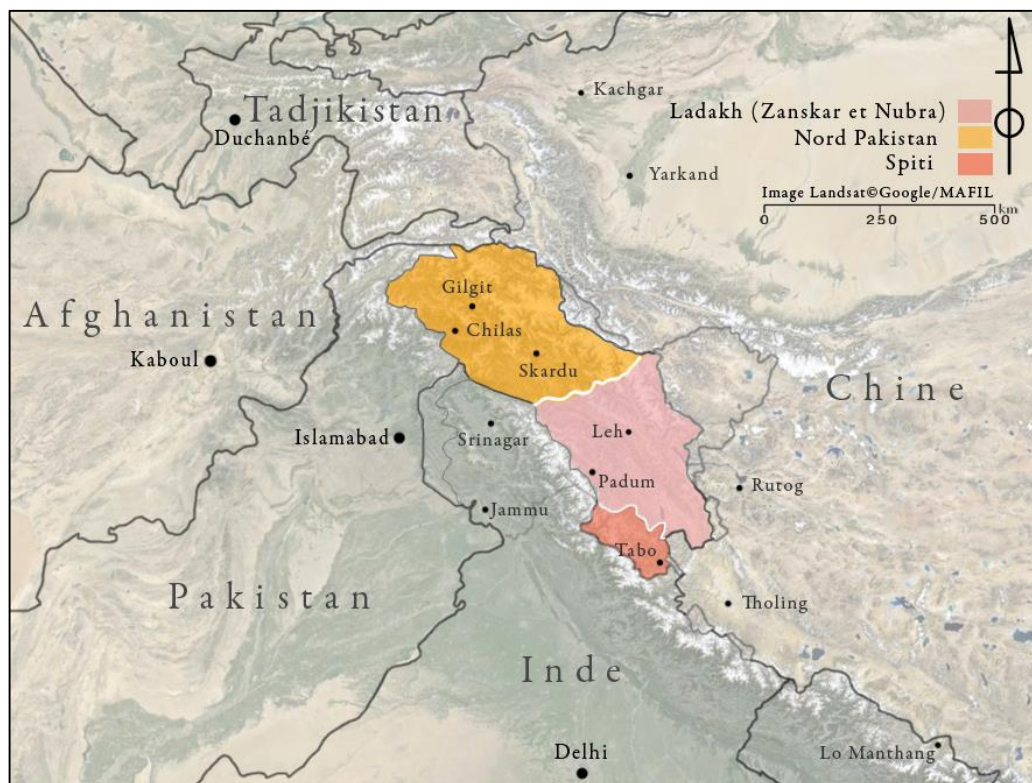 Kachgar
Tadjikistan
Duchanbé
Ladakh (Zanskar et Nubra)
Nord Pakistan
Spiti
Yarkand
Image Landsat©Google/MAFIL
km
0 250 500
Gilgit
Afghanistan
Chilas
Kaboul
Skardu
Chine
Islamabad
Srinagar
Leh
Padum
Rutog
Jammu
Tabo
Pakistan
Tholing
Inde
Delhi
Lo Manthang